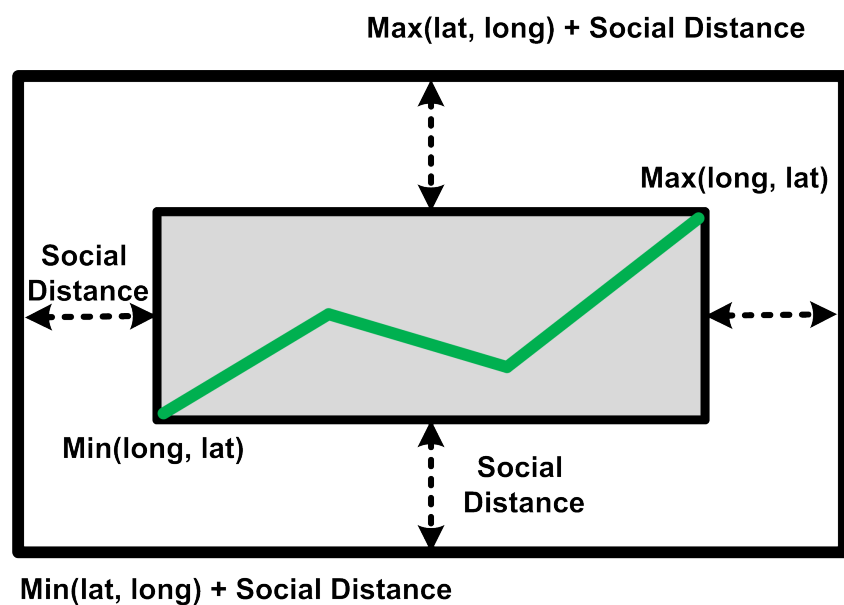 Max(lat, long) + Social Distance
Max(long, lat)
Social
Distance
Min(long, lat)
Social
Distance
Min(lat, long) + Social Distance